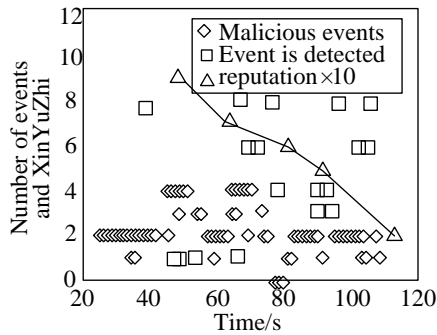 12
10
8
6
4
2
0
Number of events
and XinYuZhi
Malicious events
Event is detected
reputation×10
20 40 60 80 100 120
Time/s